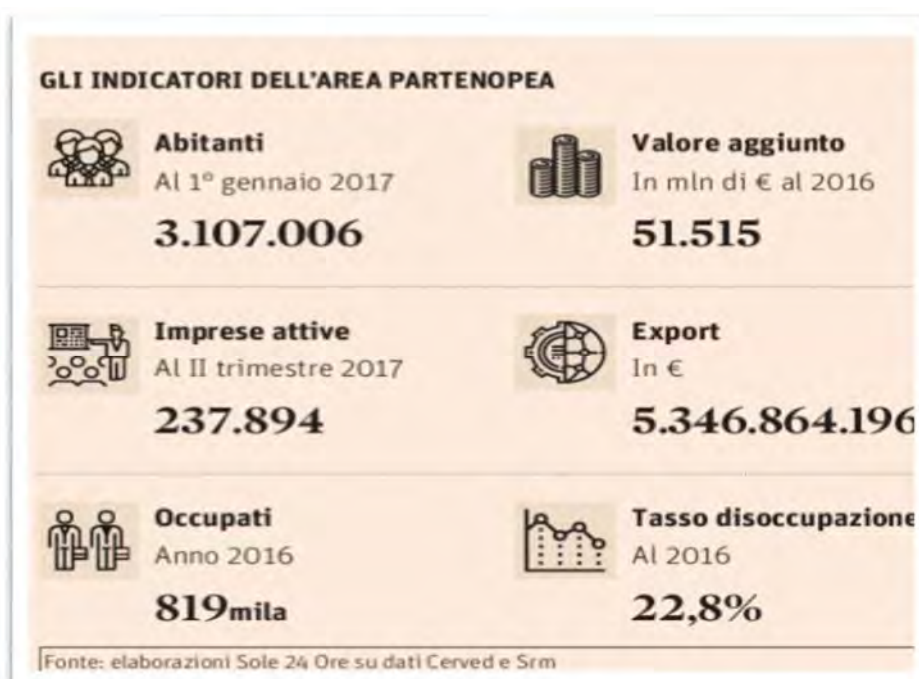 GLI INDICATORI DELL'AREA PARTENOPEA
Abitanti
Al 1º gennaio 2017
3.107.006
Valore aggiunto
In mln di € al 2016
51.515
Imprese attive
Al II trimestre 2017
237.894
Export
In €
5.346.864.196
Occupati
Anno 2016
819mila
Tasso disoccupazione
Al 2016
22,8%
Fonte: elaborazioni Sole 24 Ore su dati Cerved e Srm